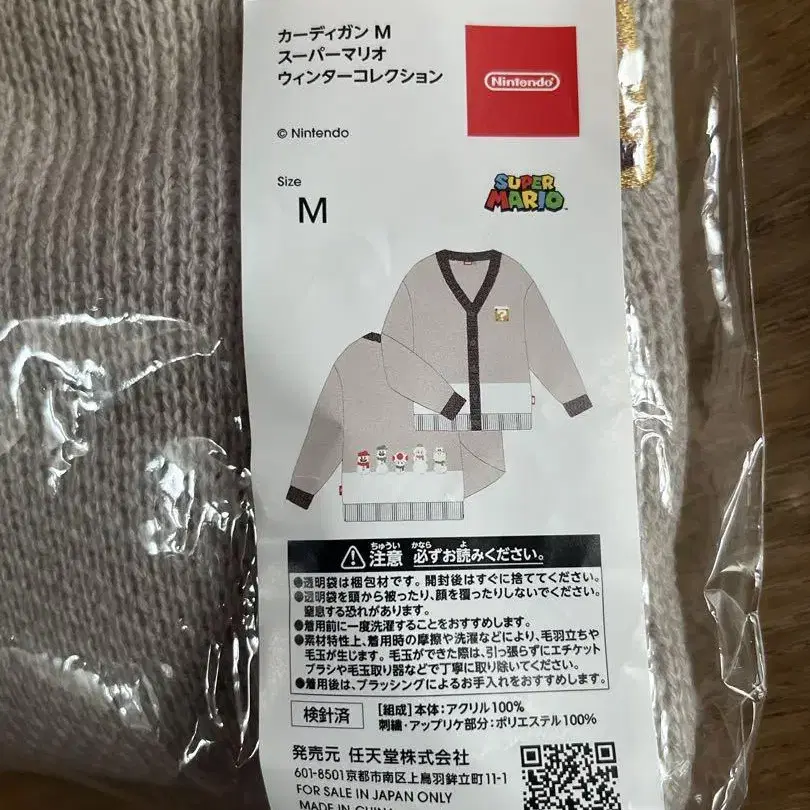 カーディガン M
スーパーマリオ
ウィンターコレクション
Nintendo
© Nintendo
Size
M
SUPER
MARIO
注意 必ずお読みください。
●透明袋は梱包材です。開封後はすぐに捨ててください。
●透明袋を頭から被ったり、顔を覆ったりしないでください。
窒息する恐れがあります。
●着用前に一度洗濯することをおすすめします。
●素材特性上、着用時の摩擦や洗濯などにより、毛羽立ちや
毛玉が生じます。毛玉ができた際は、引っ張らずにエチケット
ブラシや毛玉取り器などで丁寧に取り除いてください。
●着用後は、ブラッシングによるお手入れをおすすめします。
検針済
【組成】本体：アクリル100%
刺繍・アップリケ部分：ポリエステル100%
発売元 任天堂株式会社
601-8501京都市南区上鳥羽鉾立町11-1
FOR SALE IN JAPAN ONLY
MADE IN CHINA